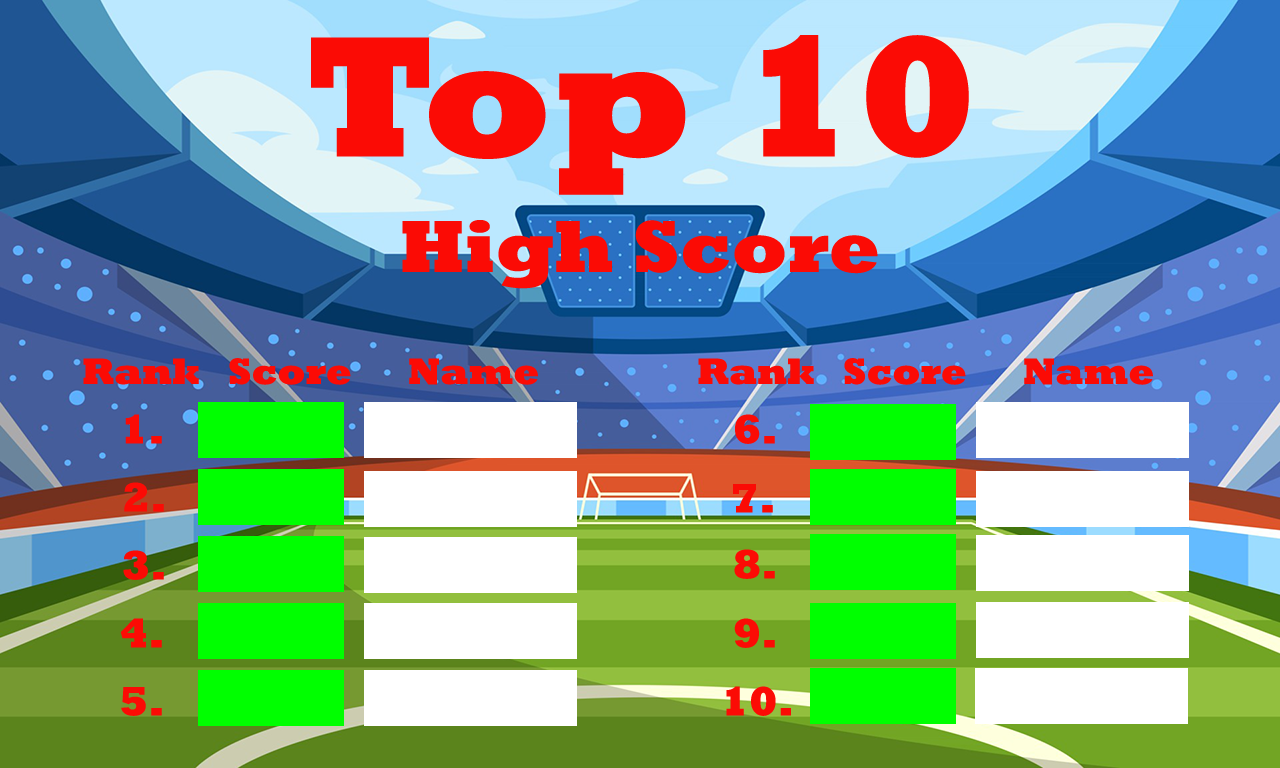 Top 10
High Score
Rank Score Name
1.
2.
3.
4.
5.
Rank Score Name
6.
7.
8.
9.
10.